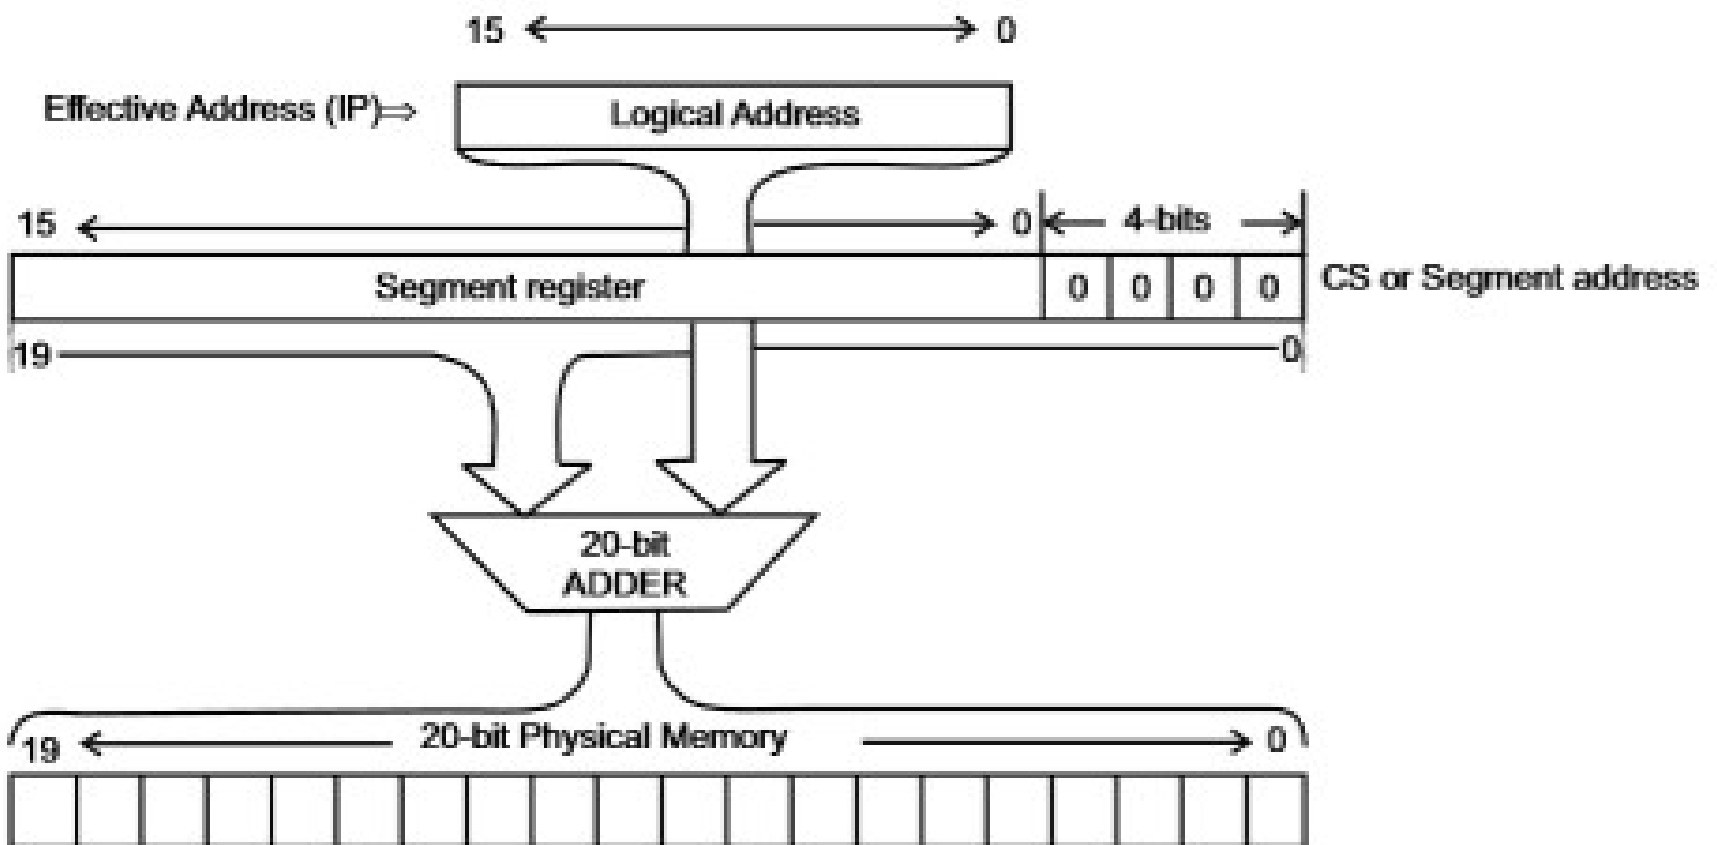 15 0
Effective Address (IP)⇒ Logical Address
15 0 4-bits
Segment register 0 0 0 0 CS or Segment address
19 0
20-bit
ADDER
19 20-bit Physical Memory 0